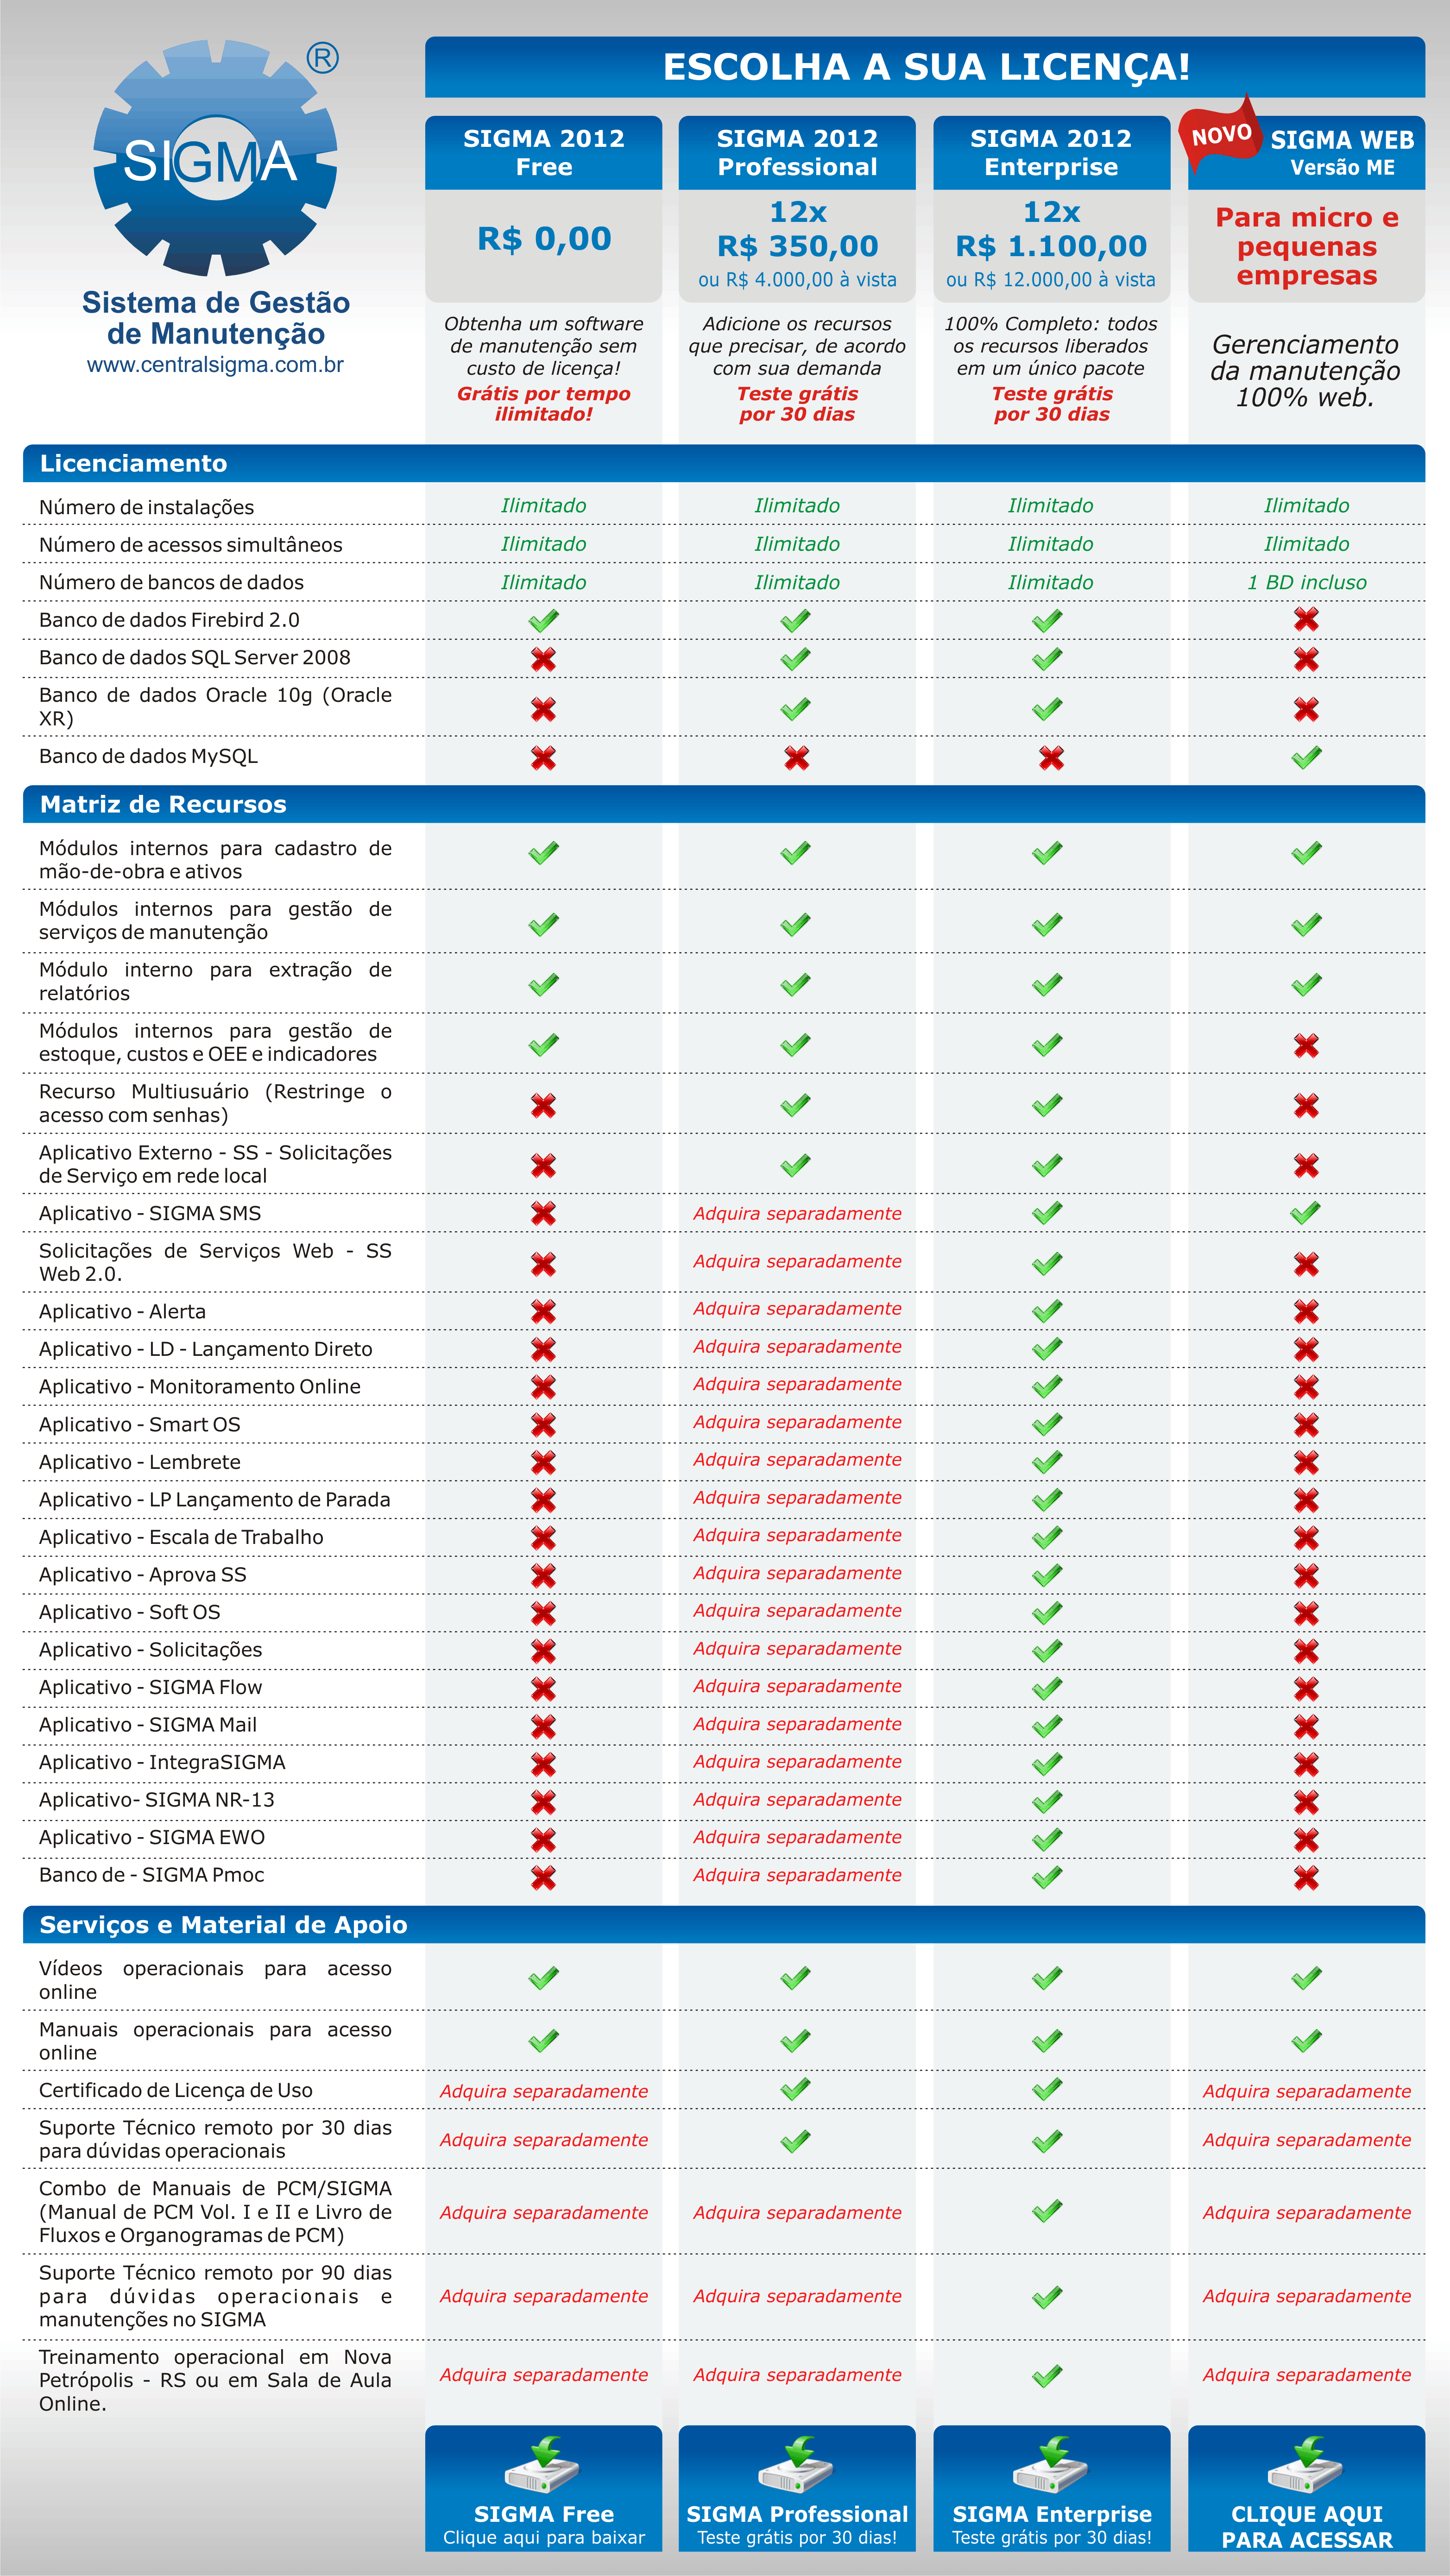 ®
SIGMA
Sistema de Gestão
de Manutenção
www.centralsigma.com.br
ESCOLHA A SUA LICENÇA!
SIGMA 2012
Free
R$ 0,00
Obtenha um software
de manutenção sem
custo de licença!
Grátis por tempo
ilimitado!
SIGMA 2012
Professional
12x
R$ 350,00
ou R$ 4.000,00 à vista
Adicione os recursos
que precisar, de acordo
com sua demanda
Teste grátis
por 30 dias
SIGMA 2012
Enterprise
12x
R$ 1.100,00
ou R$ 12.000,00 à vista
100% Completo: todos
os recursos liberados
em um único pacote
Teste grátis
por 30 dias
NOVO
SIGMA WEB
Versão ME
Para micro e
pequenas
empresas
Gerenciamento
da manutenção
100% web.
Licenciamento
Número de instalações Ilimitado Ilimitado Ilimitado Ilimitado
Número de acessos simultâneos Ilimitado Ilimitado Ilimitado Ilimitado
Número de bancos de dados Ilimitado Ilimitado Ilimitado 1 BD incluso
Banco de dados Firebird 2.0
Banco de dados SQL Server 2008
Banco de dados Oracle 10g (Oracle
XR)
Banco de dados MySQL
Matriz de Recursos
Módulos internos para cadastro de
mão-de-obra e ativos
Módulos internos para gestão de
serviços de manutenção
Módulo interno para extração de
relatórios
Módulos internos para gestão de
estoque, custos e OEE e indicadores
Recurso Multiusuário (Restringe o
acesso com senhas)
Aplicativo Externo - SS - Solicitações
de Serviço em rede local
Aplicativo - SIGMA SMS Adquira separadamente
Solicitações de Serviços Web - SS
Web 2.0.
Adquira separadamente
Aplicativo - Alerta Adquira separadamente
Aplicativo - LD - Lançamento Direto Adquira separadamente
Aplicativo - Monitoramento Online Adquira separadamente
Aplicativo - Smart OS Adquira separadamente
Aplicativo - Lembrete Adquira separadamente
Aplicativo - LP Lançamento de Parada Adquira separadamente
Aplicativo - Escala de Trabalho Adquira separadamente
Aplicativo - Aprova SS Adquira separadamente
Aplicativo - Soft OS Adquira separadamente
Aplicativo - Solicitações Adquira separadamente
Aplicativo - SIGMA Flow Adquira separadamente
Aplicativo - SIGMA Mail Adquira separadamente
Aplicativo - IntegraSIGMA Adquira separadamente
Aplicativo- SIGMA NR-13 Adquira separadamente
Aplicativo - SIGMA EWO Adquira separadamente
Banco de - SIGMA Pmoc Adquira separadamente
Serviços e Material de Apoio
Vídeos operacionais para acesso
online
Manuais operacionais para acesso
online
Certificado de Licença de Uso Adquira separadamente Adquira separadamente
Suporte Técnico remoto por 30 dias
para dúvidas operacionais
Adquira separadamente Adquira separadamente
Combo de Manuais de PCM/SIGMA
(Manual de PCM Vol. I e II e Livro de
Fluxos e Organogramas de PCM)
Adquira separadamente Adquira separadamente Adquira separadamente
Suporte Técnico remoto por 90 dias
para dúvidas operacionais e
manutenções no SIGMA
Adquira separadamente Adquira separadamente Adquira separadamente
Treinamento operacional em Nova
Petrópolis - RS ou em Sala de Aula
Online.
Adquira separadamente Adquira separadamente Adquira separadamente
SIGMA Free
Clique aqui para baixar
SIGMA Professional
Teste grátis por 30 dias!
SIGMA Enterprise
Teste grátis por 30 dias!
CLIQUE AQUI
PARA ACESSAR